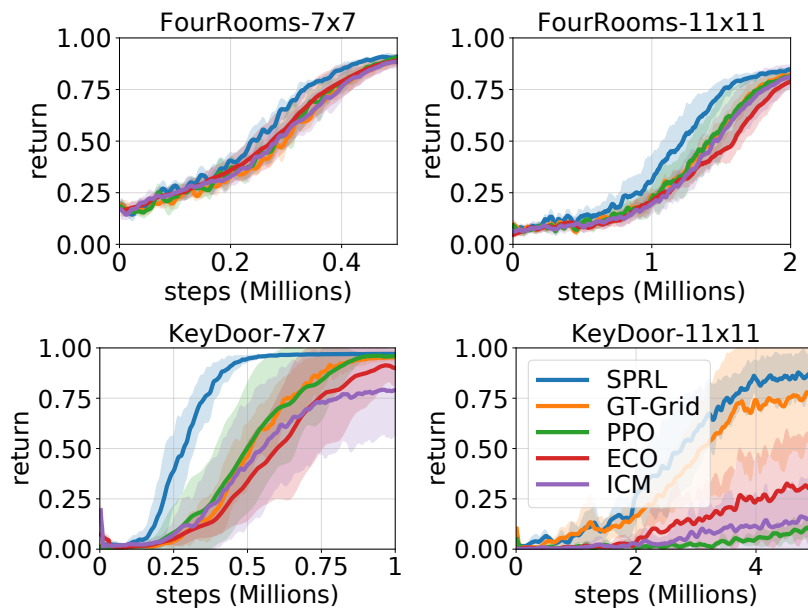 FourRooms-7x7
1.00
0.75
0.50
0.25
0.00
return
0 0.2 0.4
steps (Millions)
FourRooms-11x11
1.00
0.75
0.50
0.25
0.00
return
0 1 2
steps (Millions)
KeyDoor-7x7
1.00
0.75
0.50
0.25
0.00
return
0 0.25 0.5 0.75 1
steps (Millions)
KeyDoor-11x11
1.00
0.75
0.50
0.25
0.00
return
SPRL
GT-Grid
PPO
ECO
ICM
0 2 4
steps (Millions)